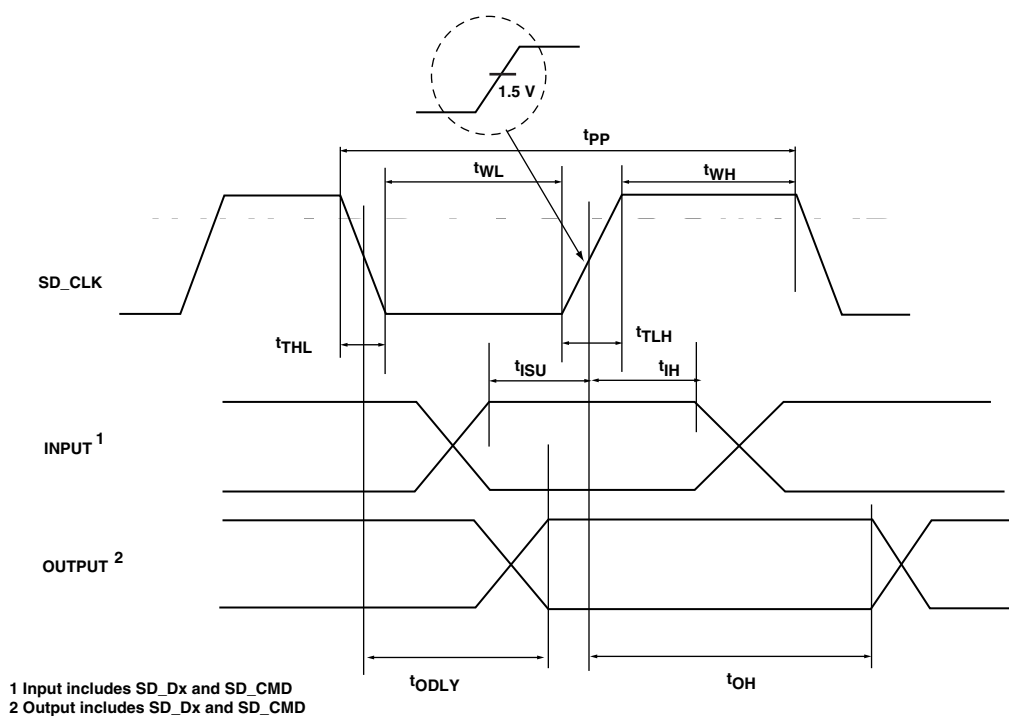 1.5 V
tPP
tWL
tWH
SD_CLK
tTHL
tTLH
tISU
tIH
INPUT 1
OUTPUT 2
tODLY
tOH
1 Input includes SD_Dx and SD_CMD
2 Output includes SD_Dx and SD_CMD